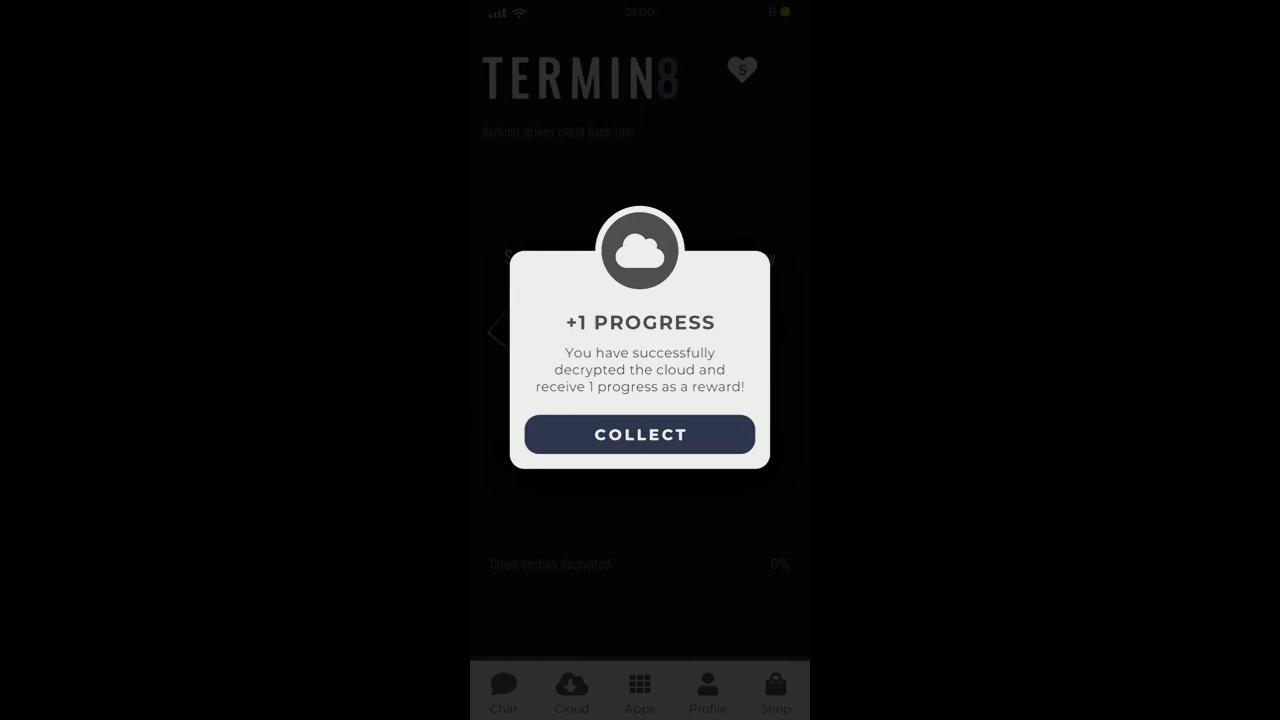 21:00
6
TERMIN8
5
darknet driven cloud hack tool
+1 PROGRESS
You have successfully
decrypted the cloud and
receive 1 progress as a reward!
COLLECT
Cloud section decrypted:
0%
Chat
Cloud
Apps
Profile
Shop